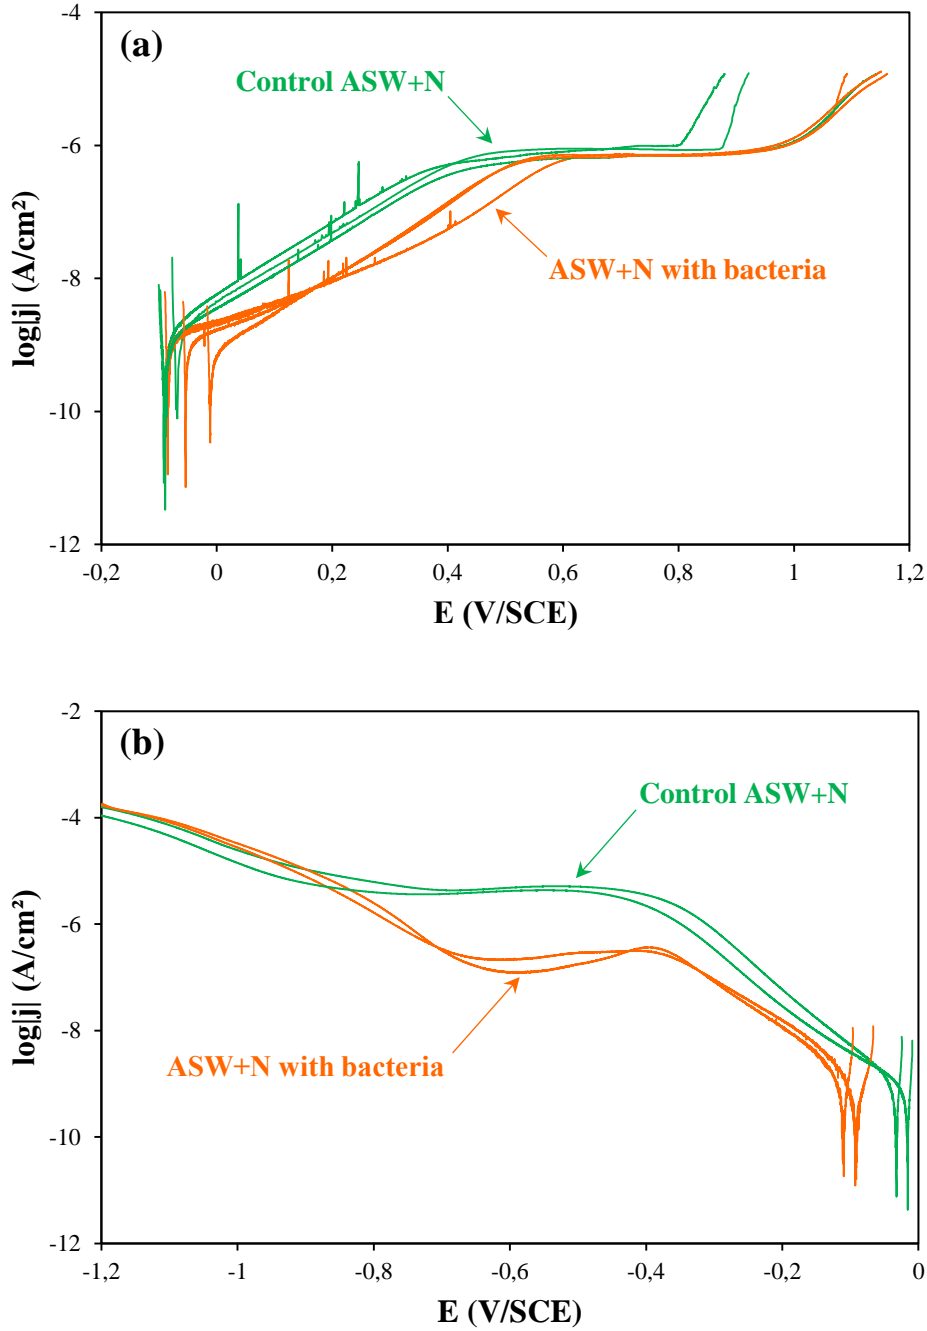 (a)
Control ASW+N
ASW+N with bacteria
log|j| (A/cm²)
-4
-6
-8
-10
-12
-0,2
0
0,2
0,4
0,6
0,8
1
1,2
E (V/SCE)
(b)
Control ASW+N
ASW+N with bacteria
log|j| (A/cm²)
-2
-4
-6
-8
-10
-12
-1,2
-1
-0,8
-0,6
-0,4
-0,2
0
E (V/SCE)